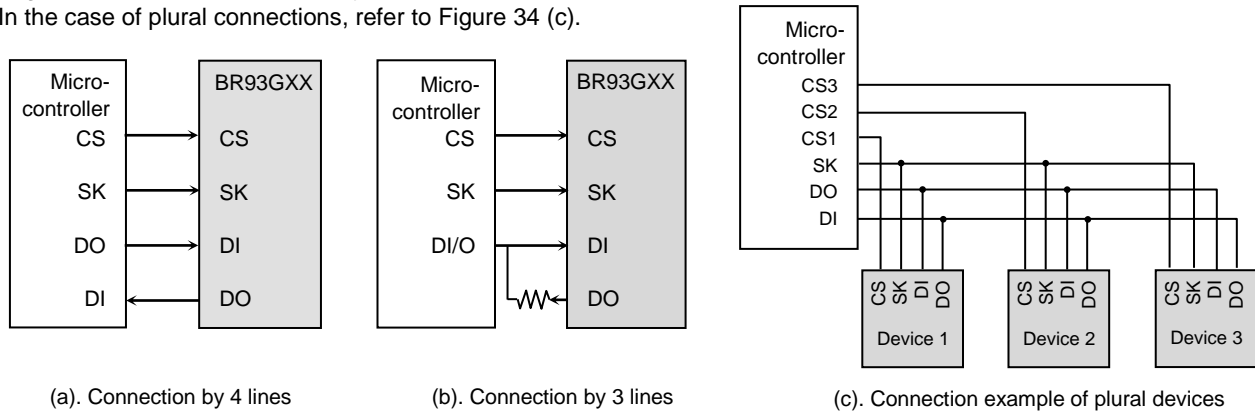 In the case of plural connections, refer to Figure 34 (c).
Micro-
controller
CS
SK
DO
DI
BR93GXX
CS
SK
DI
DO
(a). Connection by 4 lines
Micro-
controller
CS
SK
DI/O
BR93GXX
CS
SK
DI
DO
(b). Connection by 3 lines
Micro-
controller
CS3
CS2
CS1
SK
DO
DI
CS
SK
DI
DO
Device 1
CS
SK
DI
DO
Device 2
CS
SK
DI
DO
Device 3
(c). Connection example of plural devices